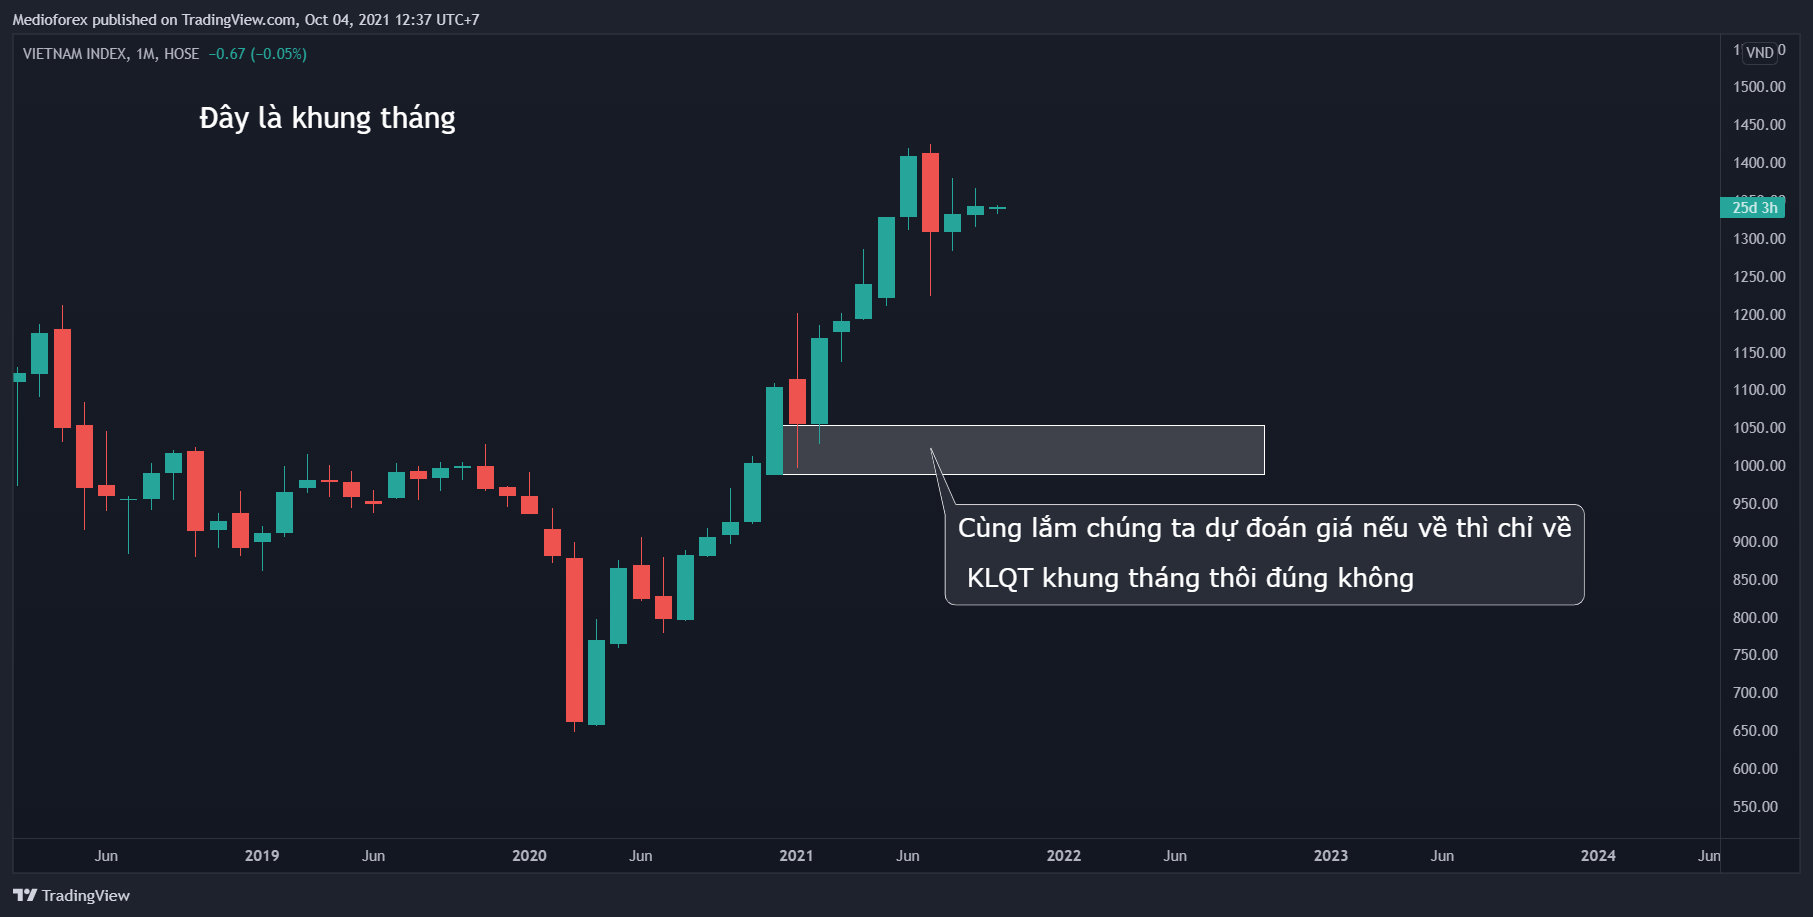 Medioforex published on TradingView.com, Oct 04, 2021 12:37 UTC+7
VIETNAM INDEX, 1M, HOSE −0.67 (−0.05%)
VND
Đây là khung tháng
1500.00
1450.00
1400.00
25d 3h
1300.00
1250.00
1200.00
1150.00
1100.00
1050.00
1000.00
950.00
900.00
850.00
800.00
750.00
700.00
650.00
600.00
550.00
Cùng lắm chúng ta dự đoán giá nếu về thì chỉ về
KLQT khung tháng thôi đúng không
Jun 2019 Jun 2020 Jun 2021 Jun 2022 Jun 2023 Jun 2024 Jun
TradingView